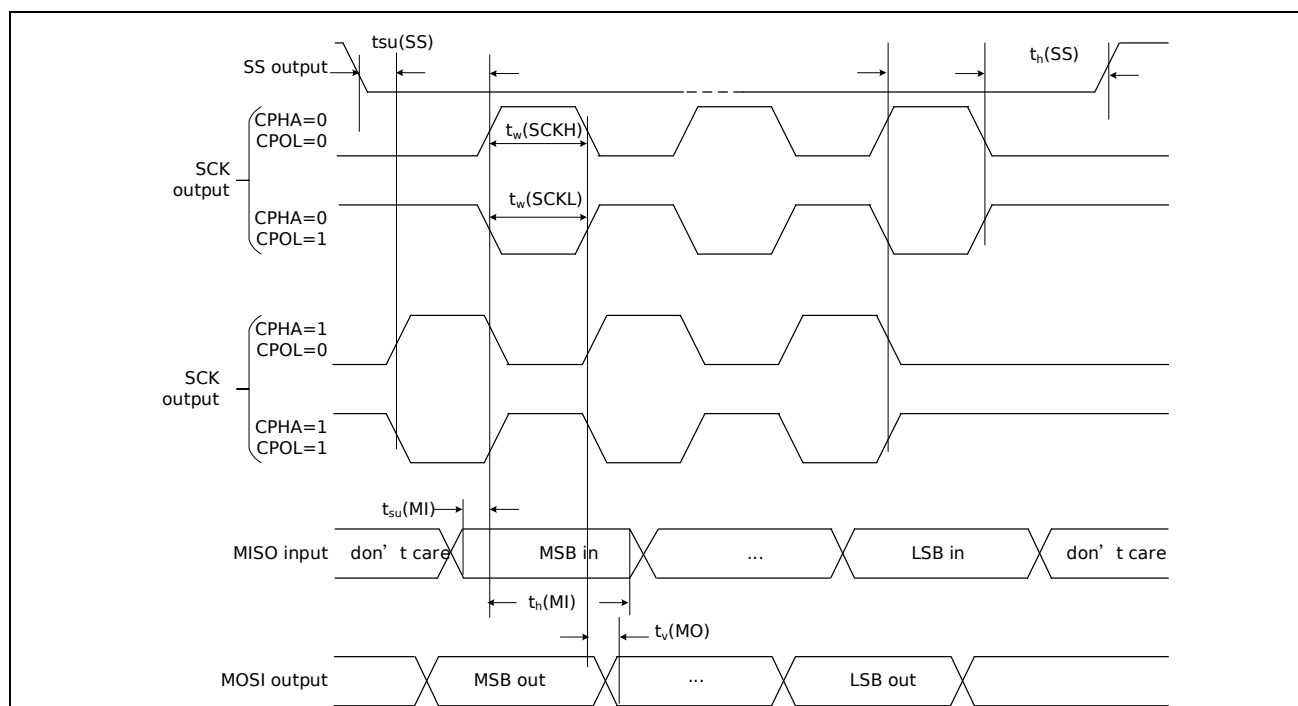 tsu(SS)
SS output
th(SS)
CPHA=0
CPOL=0
tw(SCKH)
SCK
output
tw(SCKL)
CPHA=0
CPOL=1
CPHA=1
CPOL=0
SCK
output
CPHA=1
CPOL=1
tsu(MI)
MISO input
don’t care
MSB in
...
LSB in
don’t care
th(MI)
tv(MO)
MOSI output
MSB out
...
LSB out